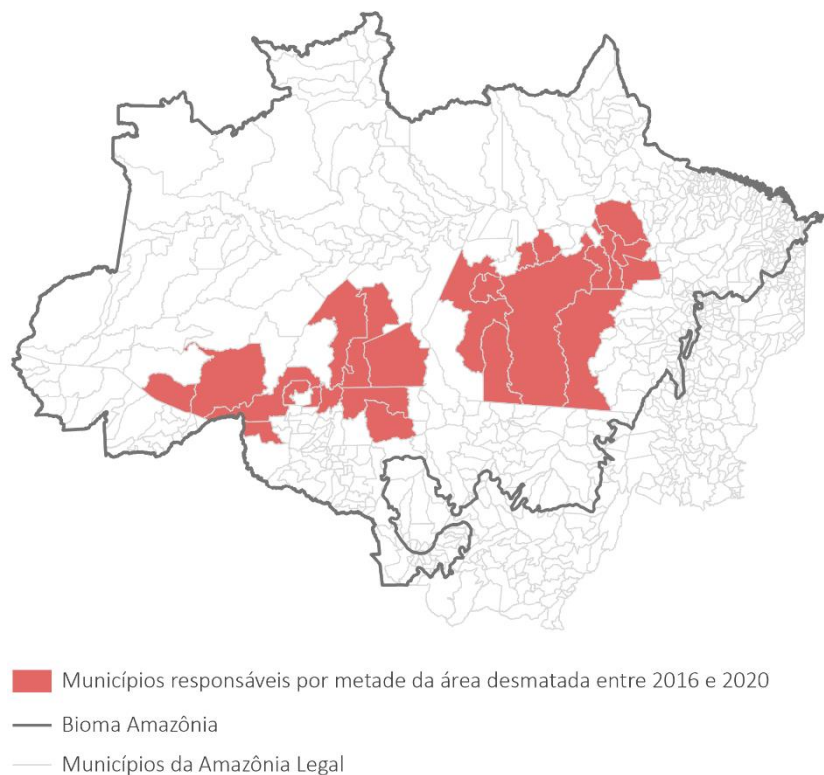 Municípios responsáveis por metade da área desmatada entre 2016 e 2020
Bioma Amazônia
Municípios da Amazônia Legal